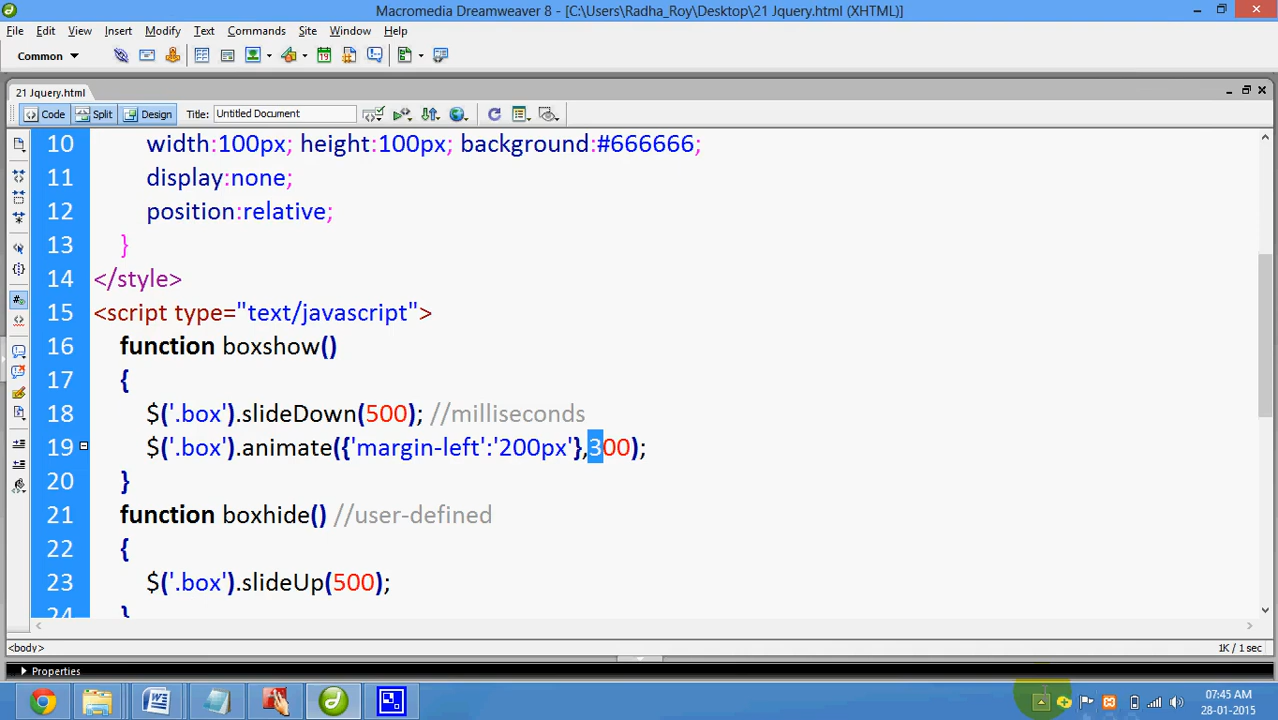 Macromedia Dreamweaver 8 - [C:\Users\Radha_Roy\Desktop\21 Jquery.html (XHTML)]
File Edit View Insert Modify Text Commands Site Window Help
Common
21 Jquery.html
Code Split Design Title: Untitled Document
10 width:100px; height:100px; background:#666666;
11 display:none;
12 position:relative;
13 }
14 </style>
15 <script type="text/javascript">
16 function boxshow()
17 {
18 $('.box').slideDown(500); //milliseconds
19 $('.box').animate({'margin-left':'200px'},300);
20 }
21 function boxhide() //user-defined
22 {
23 $('.box').slideUp(500);
24 }
<body>
1K / 1 sec
Properties
07:45 AM
28-01-2015